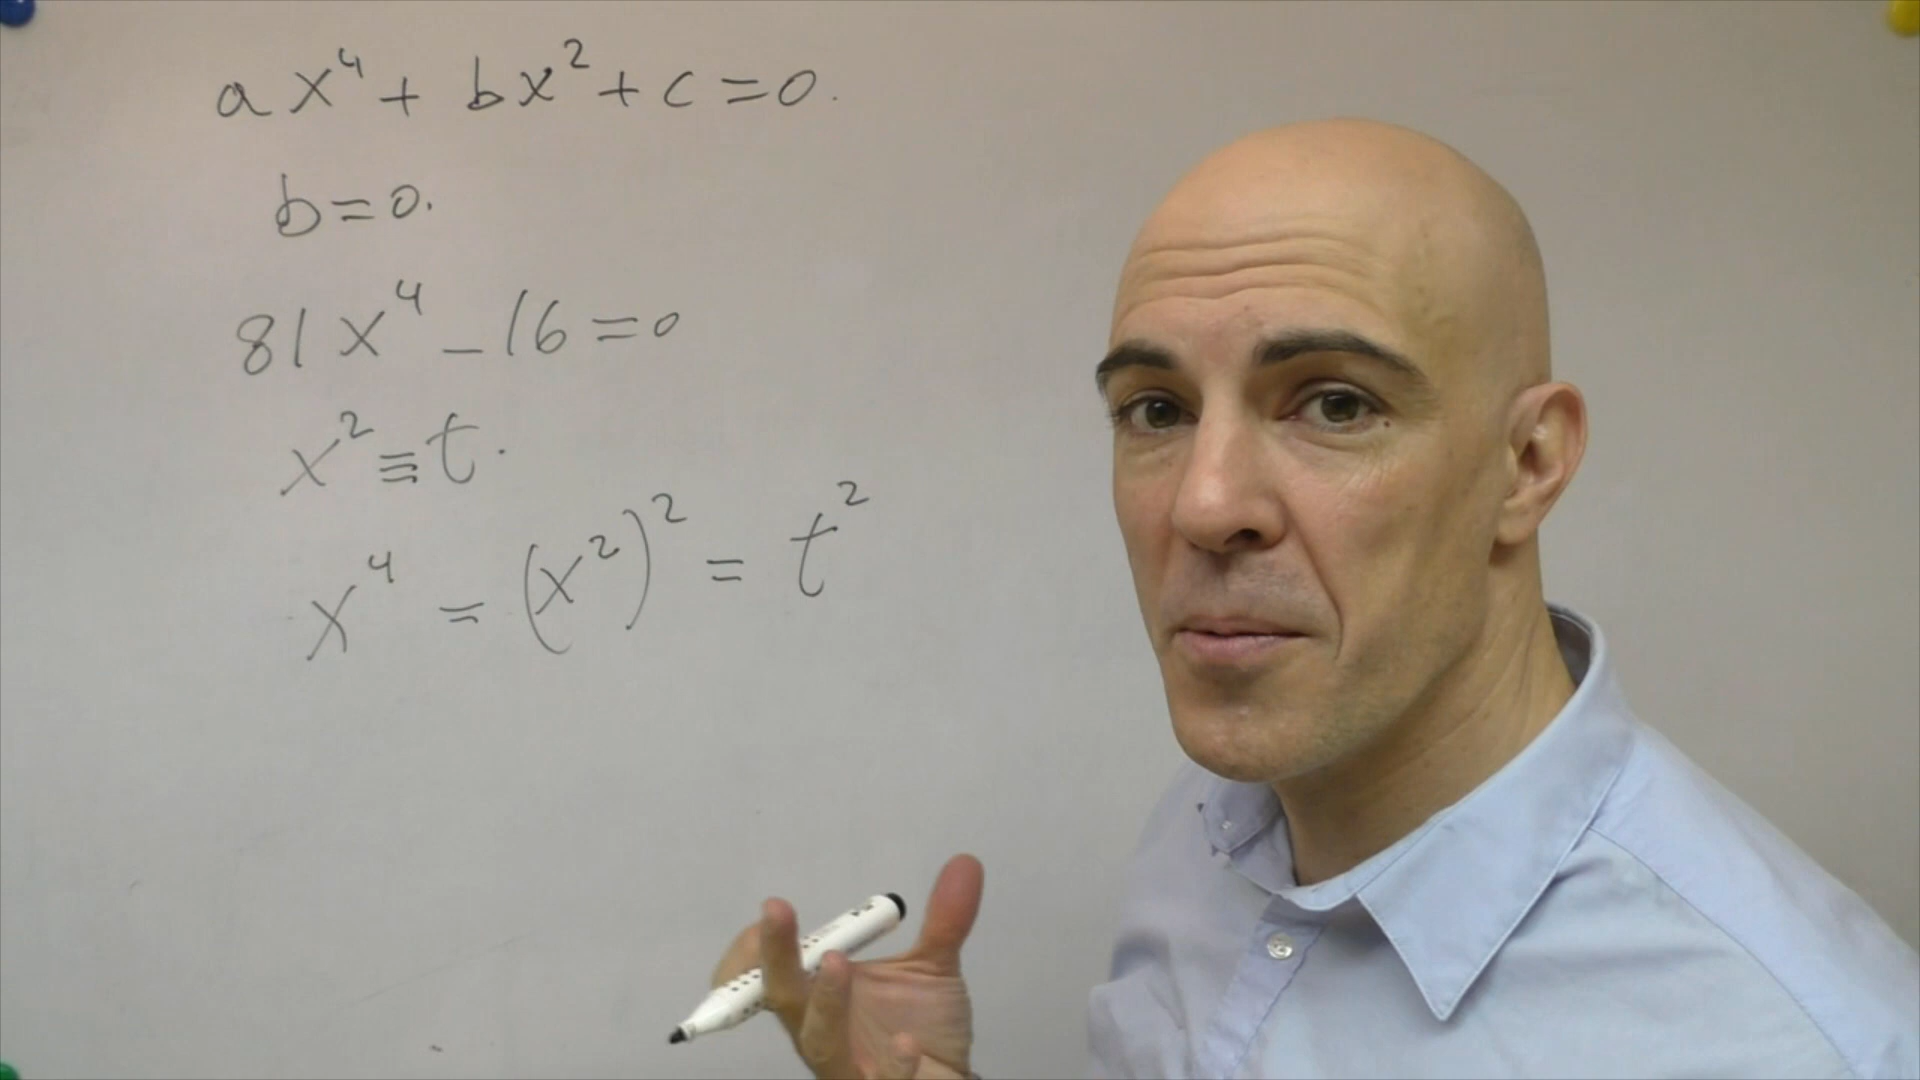 ax⁴ + bx² + c = 0.
b = 0.
81x⁴ - 16 = 0
x² ≡ t.
x⁴ = (x²)² = t²